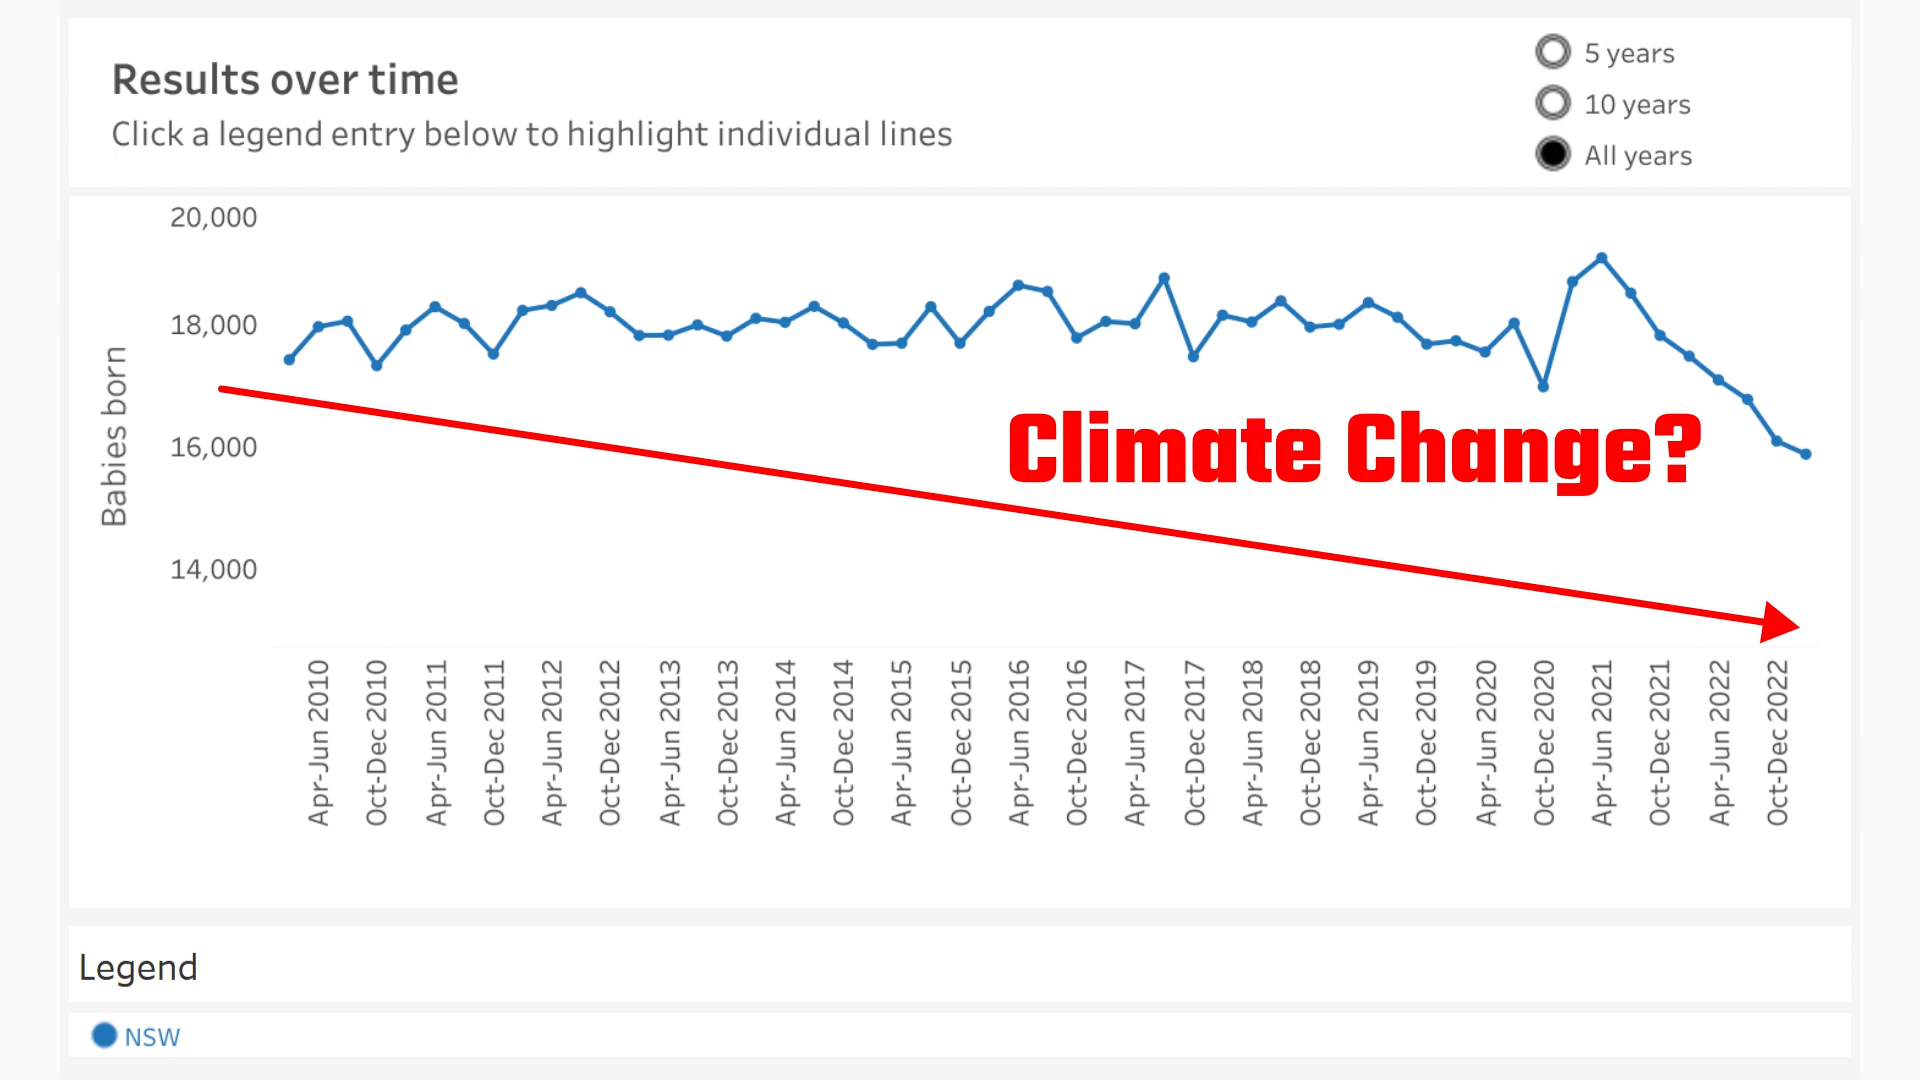 Results over time
Click a legend entry below to highlight individual lines
5 years
10 years
All years
20,000
18,000
16,000
14,000
Babies born
Climate Change?
Apr-Jun 2010
Oct-Dec 2010
Apr-Jun 2011
Oct-Dec 2011
Apr-Jun 2012
Oct-Dec 2012
Apr-Jun 2013
Oct-Dec 2013
Apr-Jun 2014
Oct-Dec 2014
Apr-Jun 2015
Oct-Dec 2015
Apr-Jun 2016
Oct-Dec 2016
Apr-Jun 2017
Oct-Dec 2017
Apr-Jun 2018
Oct-Dec 2018
Apr-Jun 2019
Oct-Dec 2019
Apr-Jun 2020
Oct-Dec 2020
Apr-Jun 2021
Oct-Dec 2021
Apr-Jun 2022
Oct-Dec 2022
Legend
NSW